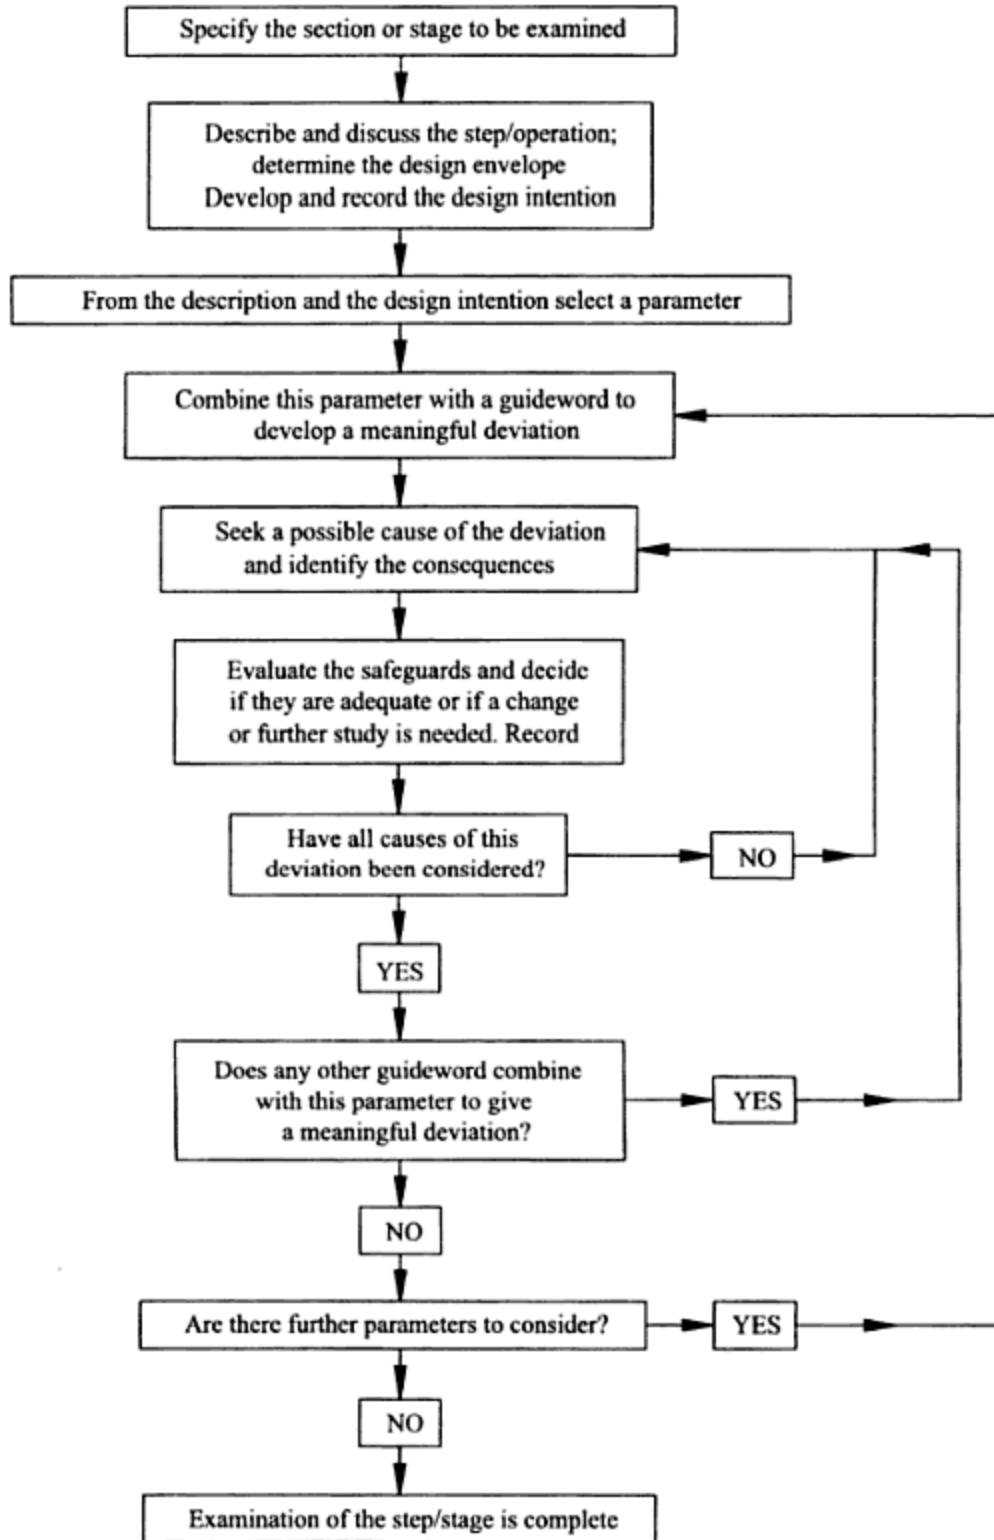 Specify the section or stage to be examined
Describe and discuss the step/operation;
determine the design envelope
Develop and record the design intention
From the description and the design intention select a parameter
Combine this parameter with a guideword to
develop a meaningful deviation
Seek a possible cause of the deviation
and identify the consequences
Evaluate the safeguards and decide
if they are adequate or if a change
or further study is needed. Record
Have all causes of this
deviation been considered?
NO
YES
Does any other guideword combine
with this parameter to give
a meaningful deviation?
YES
NO
Are there further parameters to consider?
YES
NO
Examination of the step/stage is complete